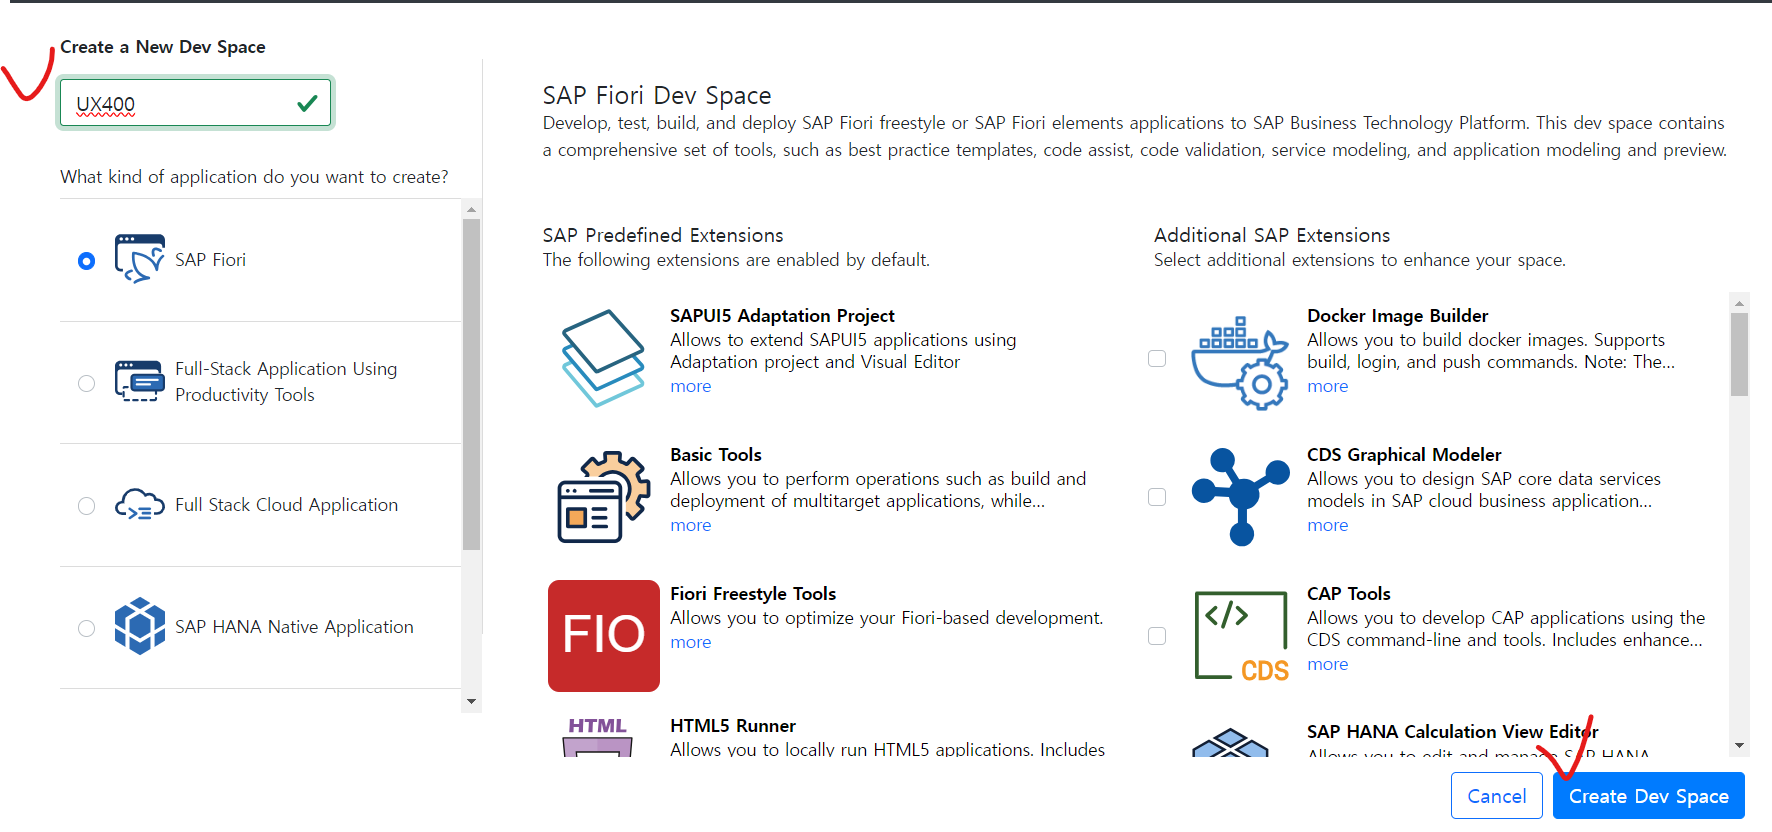 Create a New Dev Space
UX400
What kind of application do you want to create?
SAP Fiori
Full-Stack Application Using
Productivity Tools
Full Stack Cloud Application
SAP HANA Native Application
SAP Fiori Dev Space
Develop, test, build, and deploy SAP Fiori freestyle or SAP Fiori elements applications to SAP Business Technology Platform. This dev space contains
a comprehensive set of tools, such as best practice templates, code assist, code validation, service modeling, and application modeling and preview.
SAP Predefined Extensions
The following extensions are enabled by default.
SAPUI5 Adaptation Project
Allows to extend SAPUI5 applications using
Adaptation project and Visual Editor
more
Basic Tools
Allows you to perform operations such as build and
deployment of multitarget applications, while...
more
FIO
Fiori Freestyle Tools
Allows you to optimize your Fiori-based development.
more
HTML
HTML5 Runner
Allows you to locally run HTML5 applications. Includes
Additional SAP Extensions
Select additional extensions to enhance your space.
Docker Image Builder
Allows you to build docker images. Supports
build, login, and push commands. Note: The...
more
CDS Graphical Modeler
Allows you to design SAP core data services
models in SAP cloud business application...
more
</>
CDS
CAP Tools
Allows you to develop CAP applications using the
CDS command-line and tools. Includes enhance...
more
SAP HANA Calculation View Editor
Allows you to edit and manage SAP HANA
Cancel
Create Dev Space